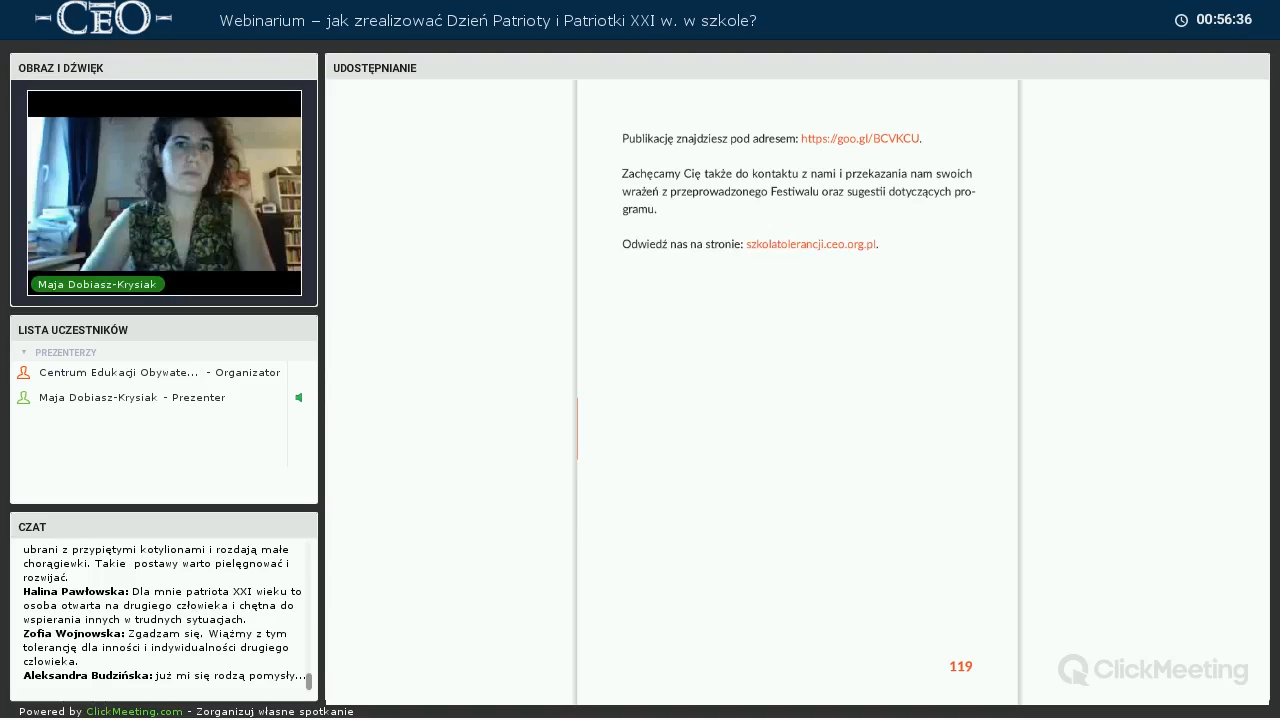 CEO
Webinarium – jak zrealizować Dzień Patrioty i Patriotki XXI w. w szkole?
00:56:36
OBRAZ I DŹWIĘK
Maja Dobiasz-Krysiak
LISTA UCZESTNIKÓW
PREZENTERZY
Centrum Edukacji Obywate... - Organizator
Maja Dobiasz-Krysiak - Prezenter
CZAT
ubrani z przypiętymi kotylionami i rozdają małe
chorągiewki. Takie postawy warto pielęgnować i
rozwijać.
Halina Pawłowska: Dla mnie patriota XXI wieku to
osoba otwarta na drugiego człowieka i chętna do
wspierania innych w trudnych sytuacjach.
Zofia Wojnowska: Zgadzam się. Wiążmy z tym
tolerancję dla inności i indywidualności drugiego
czlowieka.
Aleksandra Budzińska: już mi się rodzą pomysły...
UDOSTĘPNIANIE
Publikację znajdziesz pod adresem: https://goo.gl/BCVKCU.
Zachęcamy Cię także do kontaktu z nami i przekazania nam swoich
wrażeń z przeprowadzonego Festiwalu oraz sugestii dotyczących pro-
gramu.
Odwiedź nas na stronie: szkolatolerancji.ceo.org.pl.
119
ClickMeeting
Powered by ClickMeeting.com - Zorganizuj własne spotkanie